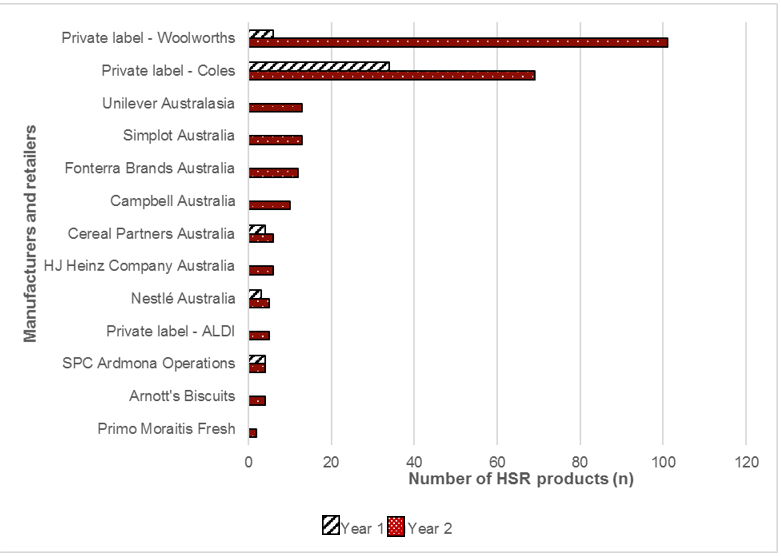 Manufacturers and retailers
Private label - Woolworths
Private label - Coles
Unilever Australasia
Simplot Australia
Fonterra Brands Australia
Campbell Australia
Cereal Partners Australia
HJ Heinz Company Australia
Nestlé Australia
Private label - ALDI
SPC Ardmona Operations
Arnott's Biscuits
Primo Moraitis Fresh
0 20 40 60 80 100 120
Number of HSR products (n)
Year 1 Year 2